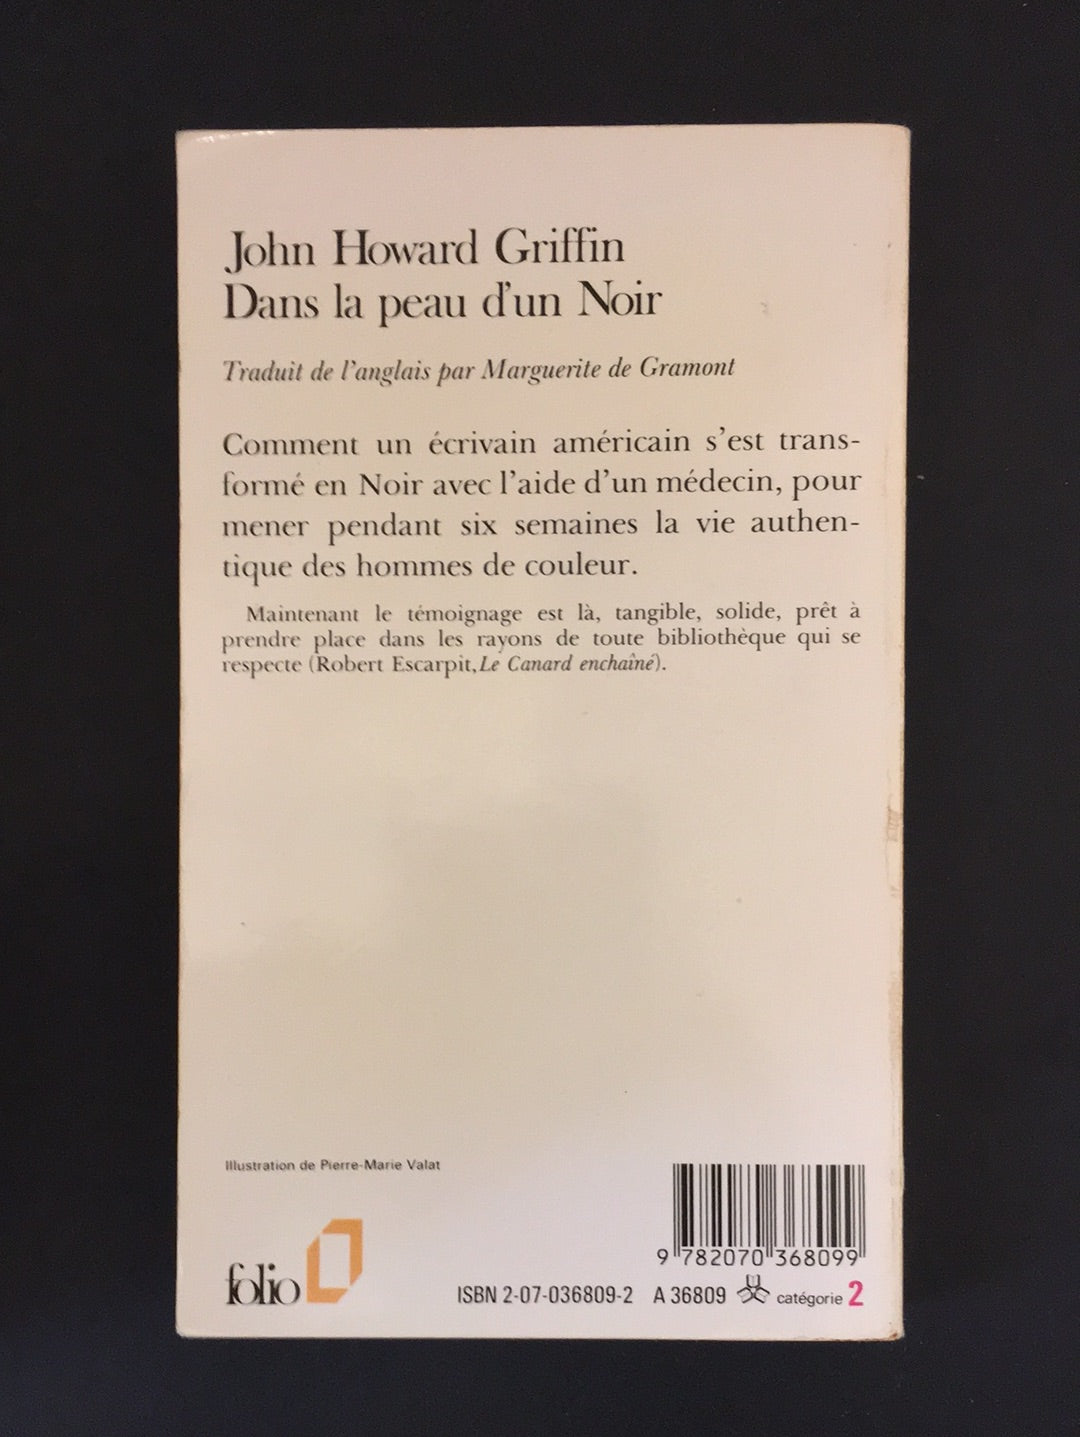 John Howard Griffin
Dans la peau d'un Noir
Traduit de l'anglais par Marguerite de Gramont
Comment un écrivain américain s'est trans-
formé en Noir avec l'aide d'un médecin, pour
mener pendant six semaines la vie authen-
tique des hommes de couleur.
Maintenant le témoignage est là, tangible, solide, prêt à
prendre place dans les rayons de toute bibliothèque qui se
respecte (Robert Escarpit, Le Canard enchaîné).
Illustration de Pierre-Marie Valat
9 782070 368099
folio
ISBN 2-07-036809-2 A 36809 catégorie 2